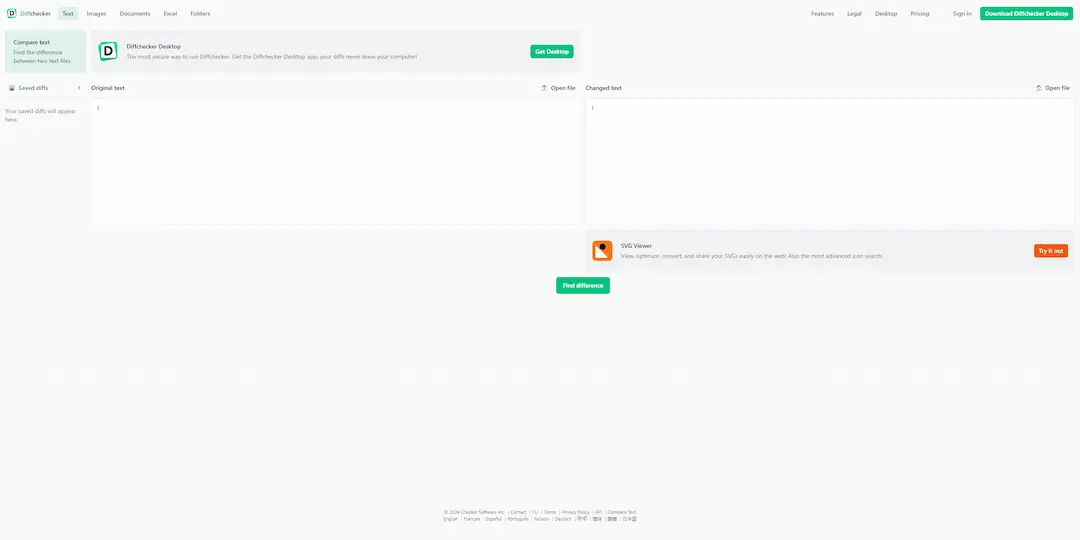 Diffchecker
Text
Images
Documents
Excel
Folders
Features
Legal
Desktop
Pricing
Sign in
Download Diffchecker Desktop
Compare text
Find the difference
between two text files.
Diffchecker Desktop
The most secure way to run Diffchecker. Get the Diffchecker Desktop app: your diffs never leave your computer!
Get Desktop
Saved diffs
Your saved diffs will appear
here.
Original text
Open file
1
Changed text
Open file
1
SVG Viewer
View, optimize, convert, and share your SVGs easily on the web! Also the most advanced icon search.
Try it out
Find difference
© 2024 Checker Software Inc. | Contact | CLI | Terms | Privacy Policy | API | Compare Text
English | Français | Español | Português | Italiano | Deutsch | हिन्दी | 简体 | 繁體 | 日本語